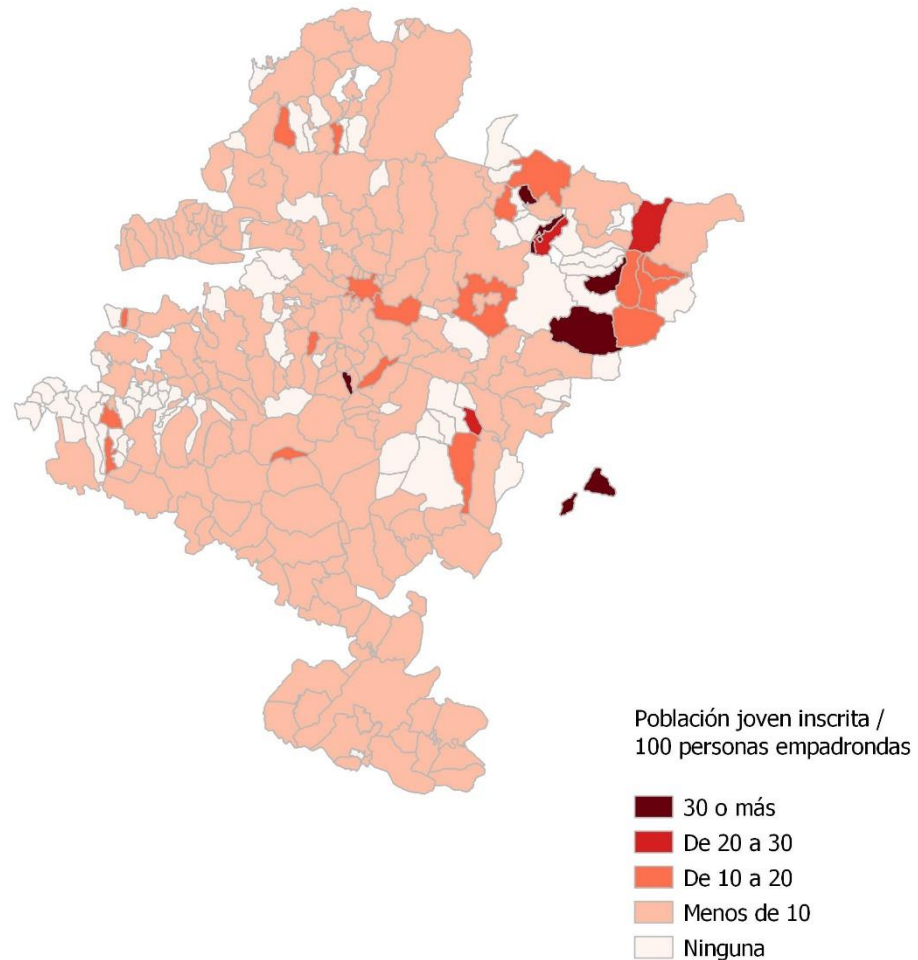 Población joven inscrita /
100 personas empadrondas
30 o más
De 20 a 30
De 10 a 20
Menos de 10
Ninguna